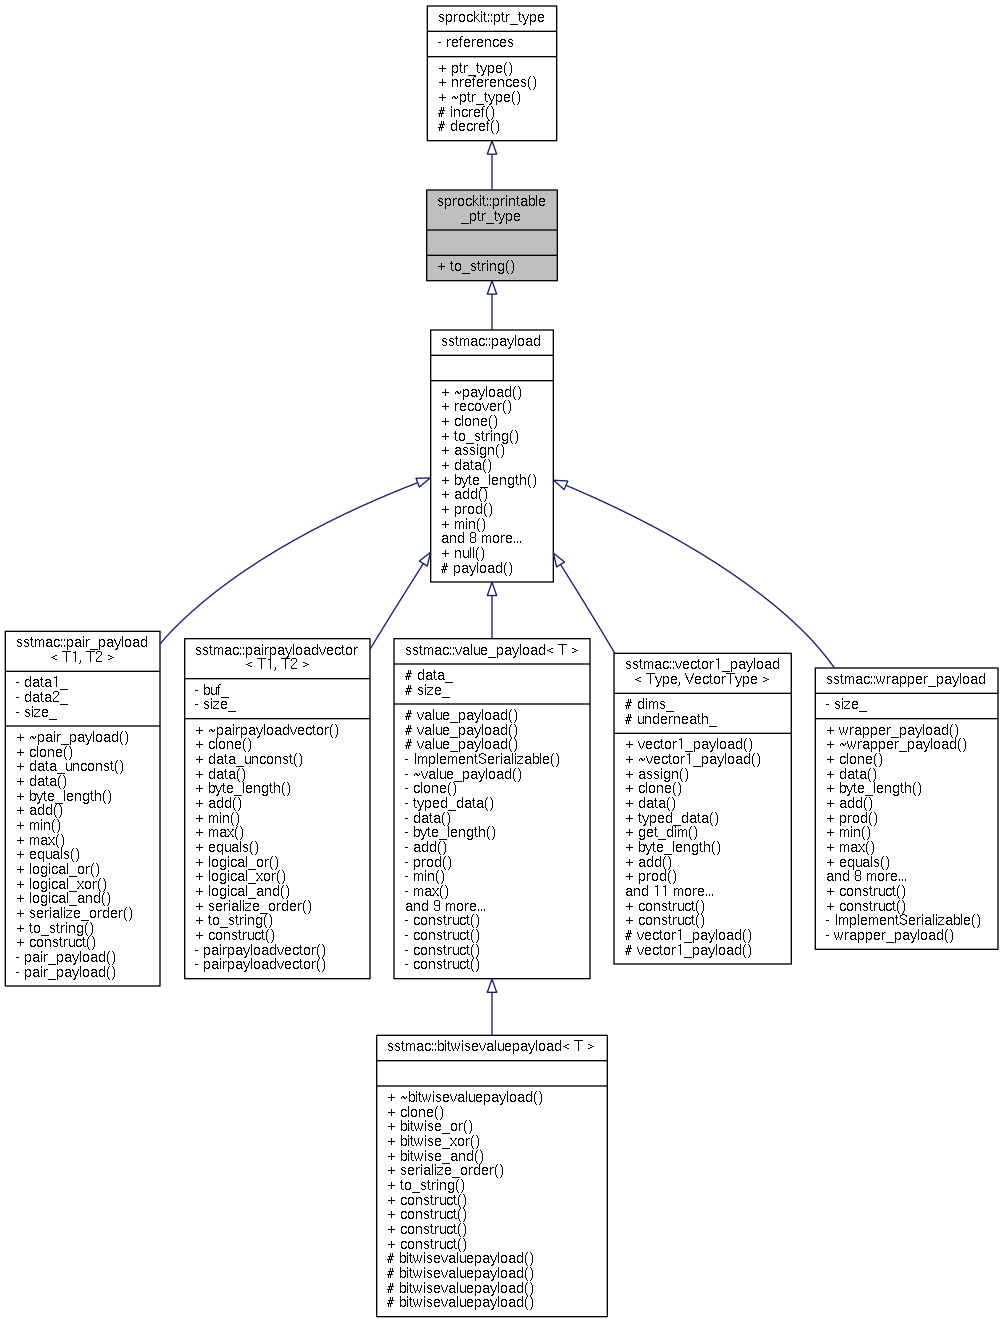 sprockit::ptr_type
- references
+ ptr_type()
+ nreferences()
+ ~ptr_type()
# incref()
# decref()
sprockit::printable
_ptr_type
+ to_string()
sstmac::payload
+ ~payload()
+ recover()
+ clone()
+ to_string()
+ assign()
+ data()
+ byte_length()
+ add()
+ prod()
+ min()
and 8 more...
+ null()
# payload()
sstmac::pair_payload
< T1, T2 >
- data1_
- data2_
- size_
+ ~pair_payload()
+ clone()
+ data_unconst()
+ data()
+ byte_length()
+ add()
+ min()
+ max()
+ equals()
+ logical_or()
+ logical_xor()
+ logical_and()
+ serialize_order()
+ to_string()
+ construct()
- pair_payload()
- pair_payload()
sstmac::pairpayloadvector
< T1, T2 >
- buf_
- size_
+ ~pairpayloadvector()
+ clone()
+ data_unconst()
+ data()
+ byte_length()
+ add()
+ min()
+ max()
+ equals()
+ logical_or()
+ logical_xor()
+ logical_and()
+ serialize_order()
+ to_string()
+ construct()
- pairpayloadvector()
- pairpayloadvector()
sstmac::value_payload< T >
# data_
# size_
# value_payload()
# value_payload()
# value_payload()
- ImplementSerializable()
- ~value_payload()
- clone()
- typed_data()
- data()
- byte_length()
- add()
- prod()
- min()
- max()
and 9 more...
- construct()
- construct()
- construct()
- construct()
sstmac::vector1_payload
< Type, VectorType >
# dims_
# underneath_
+ vector1_payload()
+ ~vector1_payload()
+ assign()
+ clone()
+ data()
+ typed_data()
+ get_dim()
+ byte_length()
+ add()
+ prod()
and 11 more...
+ construct()
+ construct()
# vector1_payload()
# vector1_payload()
sstmac::wrapper_payload
- size_
+ wrapper_payload()
+ ~wrapper_payload()
+ clone()
+ data()
+ byte_length()
+ add()
+ prod()
+ min()
+ max()
+ equals()
and 8 more...
+ construct()
+ construct()
- ImplementSerializable()
- wrapper_payload()
sstmac::bitwisevaluepayload< T >
+ ~bitwisevaluepayload()
+ clone()
+ bitwise_or()
+ bitwise_xor()
+ bitwise_and()
+ serialize_order()
+ to_string()
+ construct()
+ construct()
+ construct()
+ construct()
# bitwisevaluepayload()
# bitwisevaluepayload()
# bitwisevaluepayload()
# bitwisevaluepayload()